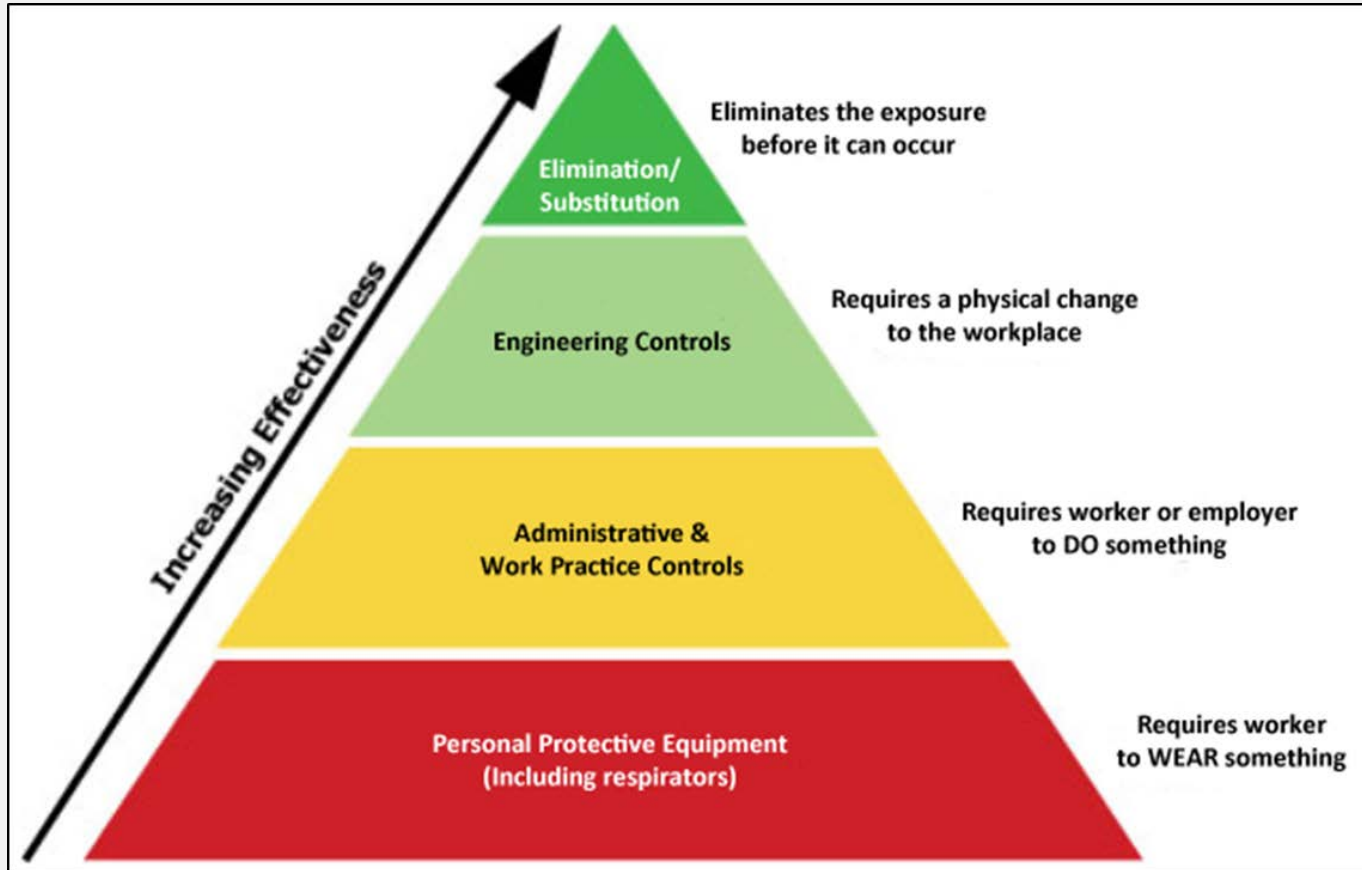 Eliminates the exposure
before it can occur
Elimination/
Substitution
Requires a physical change
to the workplace
Engineering Controls
Increasing Effectiveness
Requires worker or employer
to DO something
Administrative &
Work Practice Controls
Requires worker
to WEAR something
Personal Protective Equipment
(Including respirators)